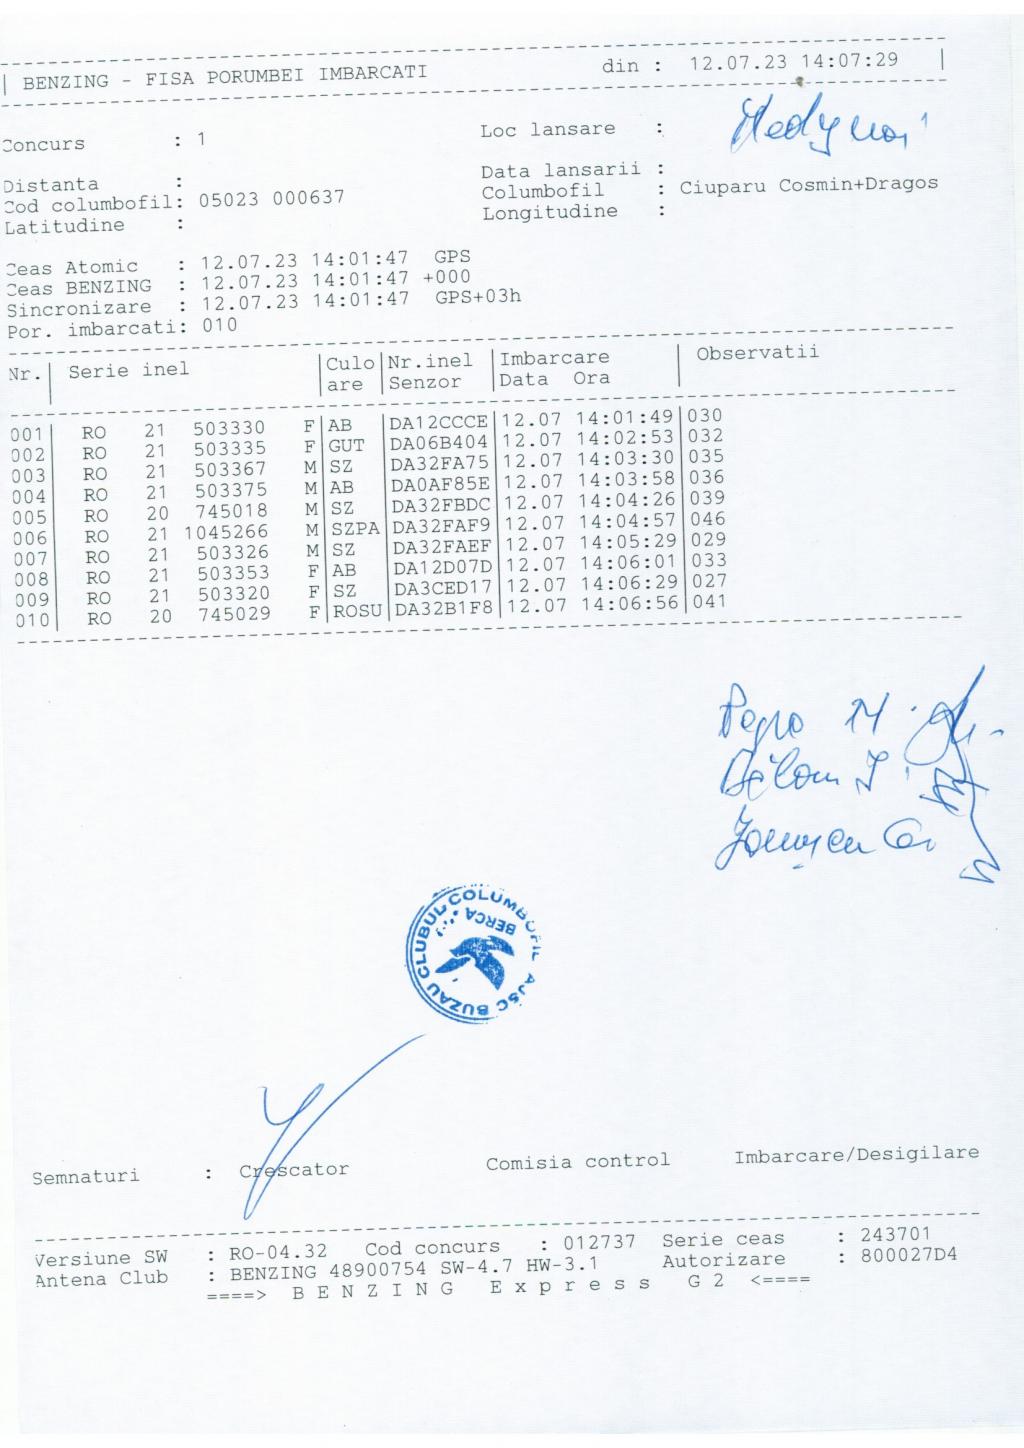 BENZING - FISA PORUMBEI IMBARCATI din : 12.07.23 14:07:29
Concurs : 1 Loc lansare :
Distanta : Data lansarii :
Cod columbofil: 05023 000637 Columbofil : Ciuparu Cosmin+Dragos
Latitudine : Longitudine :
Ceas Atomic : 12.07.23 14:01:47 GPS
Ceas BENZING : 12.07.23 14:01:47 +000
Sincronizare : 12.07.23 14:01:47 GPS+03h
Por. imbarcati: 010
Nr. Serie inel Culo Nr.inel Imbarcare Observatii
are Senzor Data Ora
001 RO 21 503330 F AB DA12CCCE 12.07 14:01:49 030
002 RO 21 503335 F GUT DA06B404 12.07 14:02:53 032
003 RO 21 503367 M SZ DA32FA75 12.07 14:03:30 035
004 RO 21 503375 M AB DA0AF85E 12.07 14:03:58 036
005 RO 20 745018 M SZ DA32FBDC 12.07 14:04:26 039
006 RO 21 1045266 M SZPA DA32FAF9 12.07 14:04:57 046
007 RO 21 503326 M SZ DA32FAEF 12.07 14:05:29 029
008 RO 21 503353 F AB DA12D07D 12.07 14:06:01 033
009 RO 21 503320 F SZ DA3CED17 12.07 14:06:29 027
010 RO 20 745029 F ROSU DA32B1F8 12.07 14:06:56 041
CLUBUL COLUMBOFIL AJSC BUZAU
BERCA
Semnaturi : Crescator Comisia control Imbarcare/Desigilare
Versiune SW : RO-04.32 Cod concurs : 012737 Serie ceas : 243701
Antena Club : BENZING 48900754 SW-4.7 HW-3.1 Autorizare : 800027D4
====> B E N Z I N G E x p r e s s G 2 <====